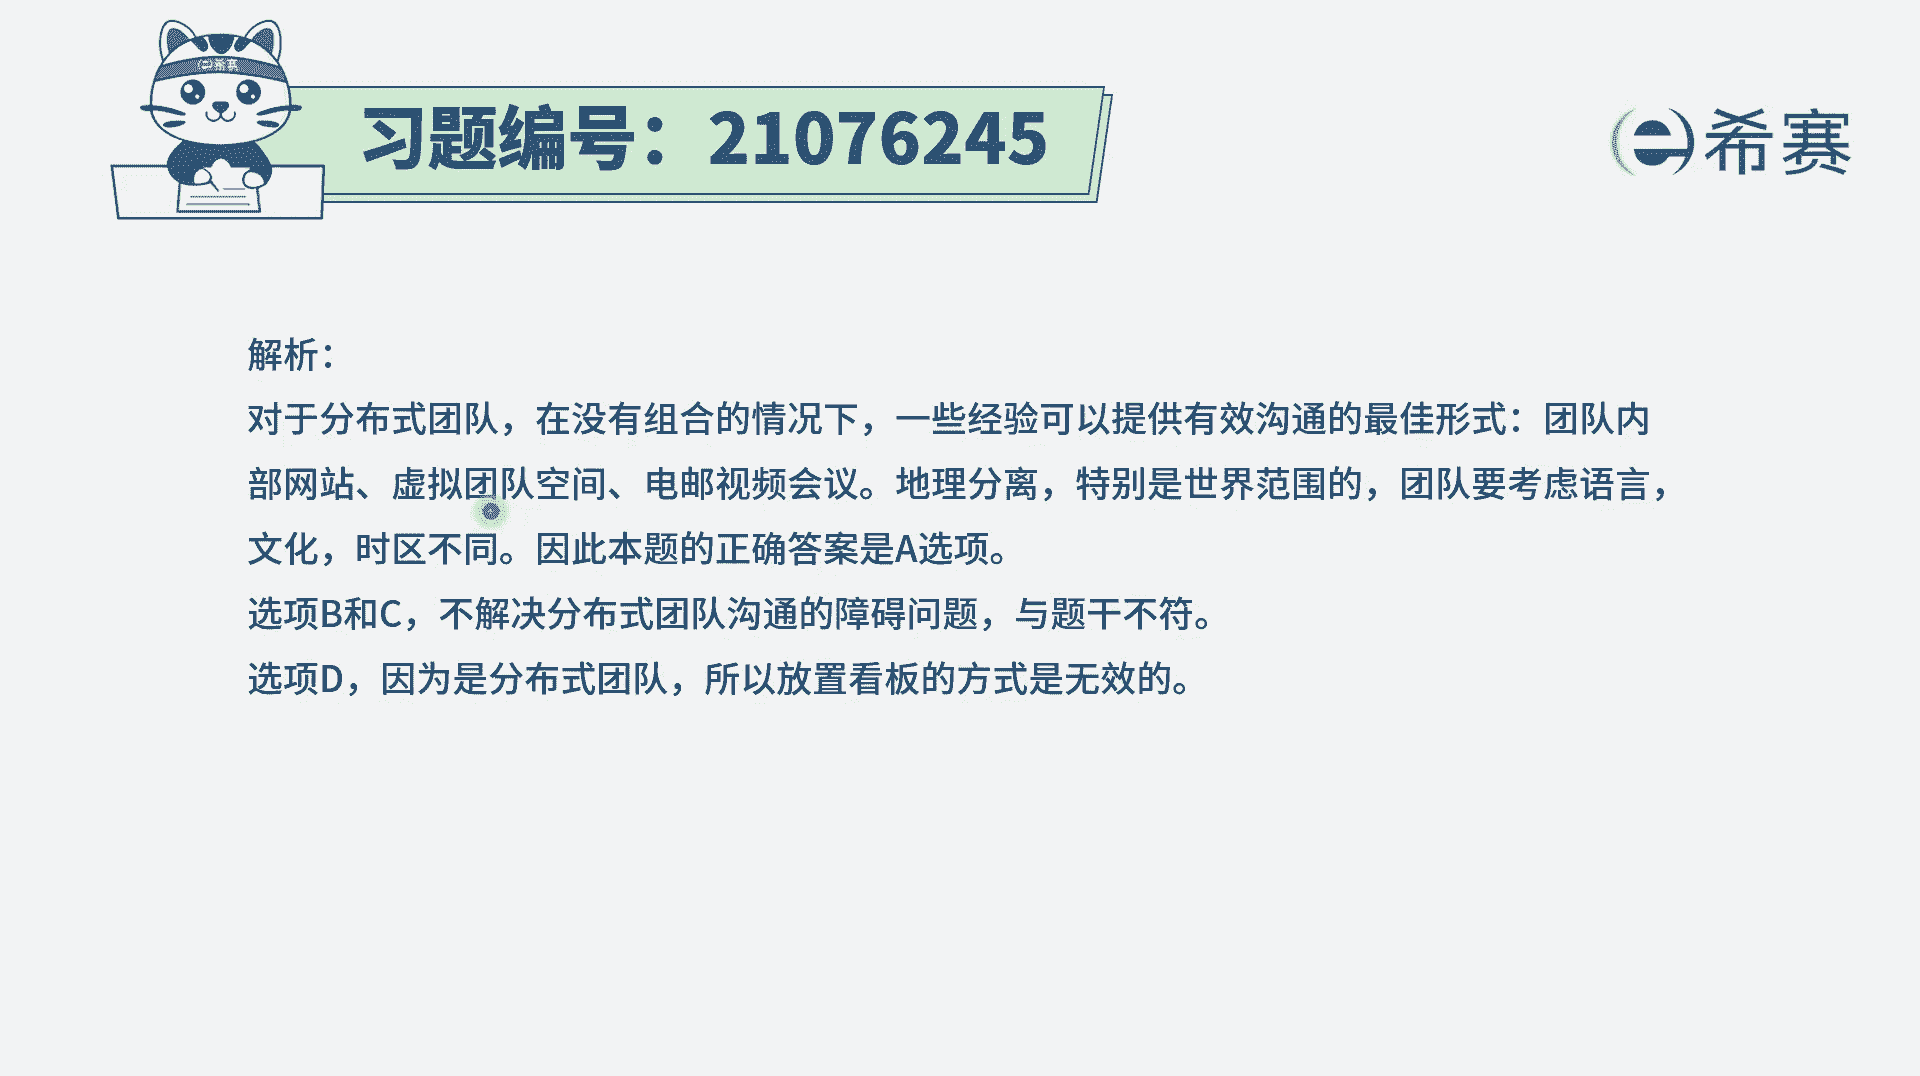 希赛
习题编号：21076245
希赛
解析：
对于分布式团队，在没有组合的情况下，一些经验可以提供有效沟通的最佳形式：团队内
部网站、虚拟团队空间、电邮视频会议。地理分离，特别是世界范围的，团队要考虑语言，
文化，时区不同。因此本题的正确答案是A选项。
选项B和C，不解决分布式团队沟通的障碍问题，与题干不符。
选项D，因为是分布式团队，所以放置看板的方式是无效的。